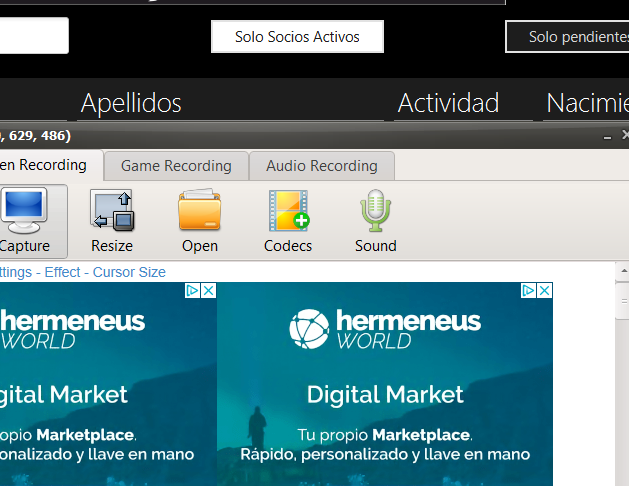 Solo Socios Activos
Solo pendientes
Apellidos Actividad Nacimie
, 629, 486)
en Recording Game Recording Audio Recording
Capture Resize Open Codecs Sound
ttings - Effect - Cursor Size
hermeneus
WORLD
gital Market
opio Marketplace.
onalizado y llave en mano
hermeneus
WORLD
Digital Market
Tu propio Marketplace.
Rápido, personalizado y llave en mano